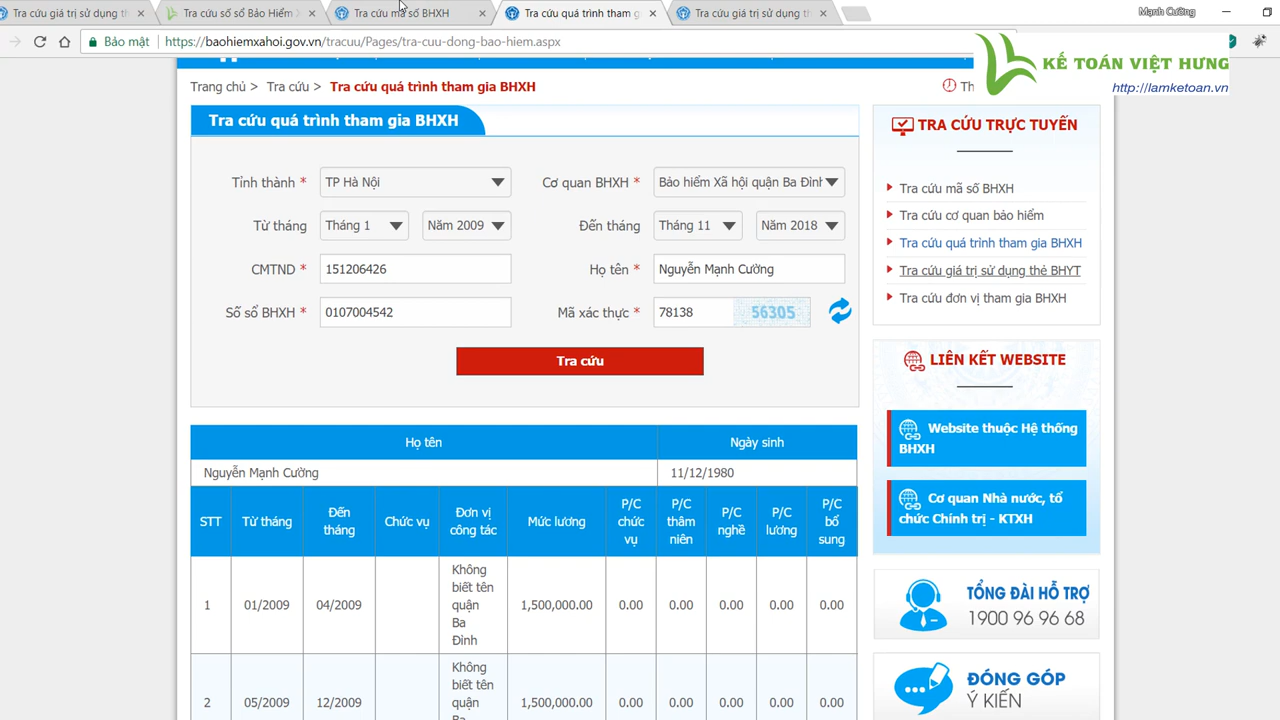 Tra cứu giá trị sử dụng th
Tra cứu số sổ Bảo Hiểm X
Tra cứu mã số BHXH
Tra cứu quá trình tham g
Tra cứu giá trị sử dụng th
Mạnh Cường
Bảo mật
https://baohiemxahoi.gov.vn/tracuu/Pages/tra-cuu-dong-bao-hiem.aspx
KẾ TOÁN VIỆT HƯNG
http://lamketoan.vn
Trang chủ > Tra cứu > Tra cứu quá trình tham gia BHXH
Th
Tra cứu quá trình tham gia BHXH
Tỉnh thành * TP Hà Nội Cơ quan BHXH * Bảo hiểm Xã hội quận Ba Đình
Từ tháng Tháng 1 Năm 2009 Đến tháng Tháng 11 Năm 2018
CMTND * 151206426 Họ tên * Nguyễn Mạnh Cường
Số sổ BHXH * 0107004542 Mã xác thực * 78138 56305
Tra cứu
Họ tên Ngày sinh
Nguyễn Mạnh Cường 11/12/1980
STT Từ tháng Đến tháng Chức vụ Đơn vị công tác Mức lương P/C chức vụ P/C thâm niên P/C nghề P/C lương P/C bổ sung
1 01/2009 04/2009 Không biết tên quận Ba Đình 1,500,000.00 0.00 0.00 0.00 0.00 0.00
2 05/2009 12/2009 Không biết tên quận Ba 1,500,000.00 0.00 0.00 0.00 0.00 0.00
TRA CỨU TRỰC TUYẾN
Tra cứu mã số BHXH
Tra cứu cơ quan bảo hiểm
Tra cứu quá trình tham gia BHXH
Tra cứu giá trị sử dụng thẻ BHYT
Tra cứu đơn vị tham gia BHXH
LIÊN KẾT WEBSITE
Website thuộc Hệ thống
BHXH
Cơ quan Nhà nước, tổ
chức Chính trị - KTXH
TỔNG ĐÀI HỖ TRỢ
1900 96 96 68
ĐÓNG GÓP
Ý KIẾN